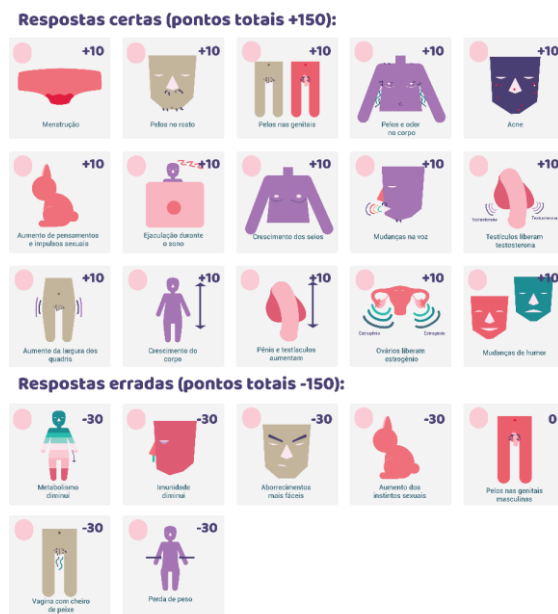 Respostas certas (pontos totais +150):
+10
+10
+10
+10
+10
Menstrução
Pelos no rosto
Pelos nas genitais
Pelos e odor
no corpo
Acne
+10
+10
+10
+10
+10
Testosterona
Testosterona
Aumento de pensamentos
e impulsos sexuais
Ejaculação durante
o sono
Crescimento dos seios
Mudanças na voz
Testículos liberam
testosterona
+10
+10
+10
+10
+10
Estrogênio
Estrogênio
Aumento da largura dos
quadris
Crescimento do
corpo
Pênis e testículos
aumentam
Ovários liberam
estrogênio
Mudanças de humor
Respostas erradas (pontos totais -150):
-30
-30
-30
-30
0
Metabolismo
diminui
Imunidade
diminui
Aborrecimentos
mais fáceis
Aumento dos
instintos sexuais
Pelos nas genitais
masculinas
-30
-30
Vagina com cheiro
de peixe
Perda de peso